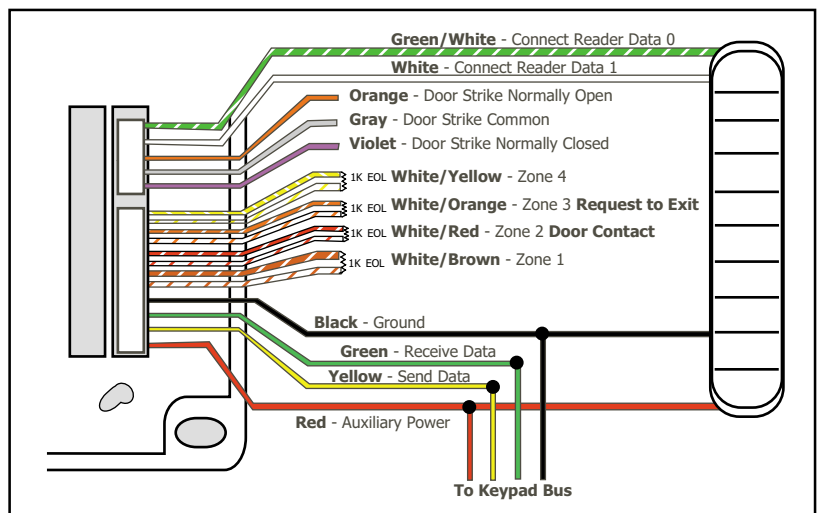 Green/White - Connect Reader Data 0
White - Connect Reader Data 1
Orange - Door Strike Normally Open
Gray - Door Strike Common
Violet - Door Strike Normally Closed
1K EOL White/Yellow - Zone 4
1K EOL White/Orange - Zone 3 Request to Exit
1K EOL White/Red - Zone 2 Door Contact
1K EOL White/Brown - Zone 1
Black - Ground
Green - Receive Data
Yellow - Send Data
Red - Auxiliary Power
To Keypad Bus